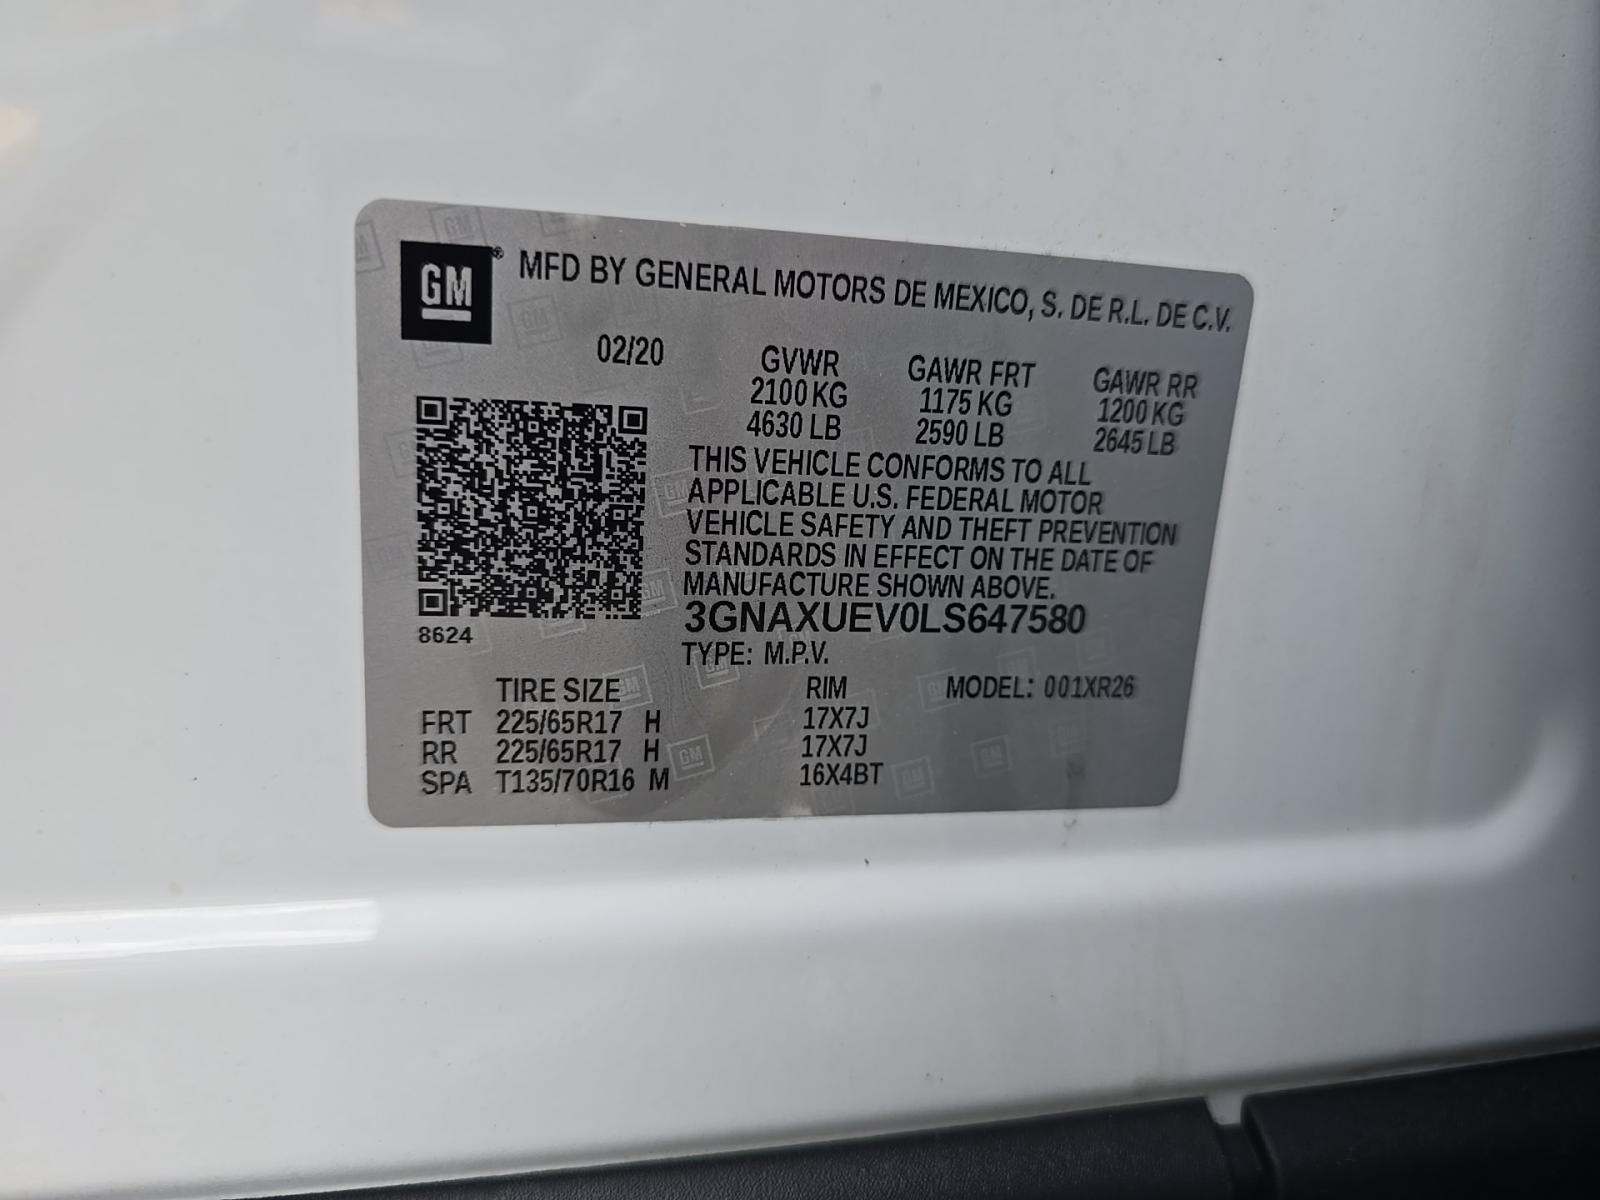 GM® MFD BY GENERAL MOTORS DE MEXICO, S. DE R.L. DE C.V.
02/20 GVWR GAWR FRT GAWR RR
2100 KG 1175 KG 1200 KG
4630 LB 2590 LB 2645 LB
THIS VEHICLE CONFORMS TO ALL
APPLICABLE U.S. FEDERAL MOTOR
VEHICLE SAFETY AND THEFT PREVENTION
STANDARDS IN EFFECT ON THE DATE OF
MANUFACTURE SHOWN ABOVE.
3GNAXUEV0LS647580
8624
TYPE: M.P.V.
TIRE SIZE RIM MODEL: 001XR26
FRT 225/65R17 H 17X7J
RR 225/65R17 H 17X7J
SPA T135/70R16 M 16X4BT